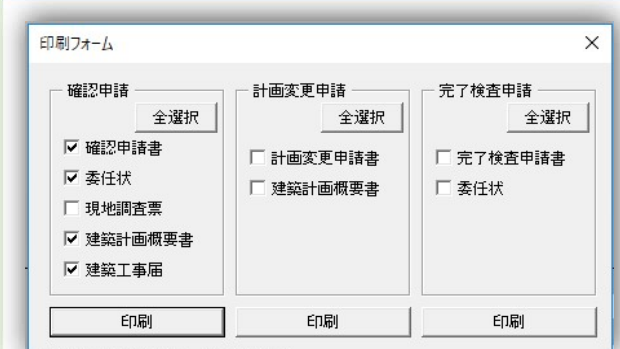 印刷フォーム
確認申請
全選択
確認申請書
委任状
現地調査票
建築計画概要書
建築工事届
印刷
計画変更申請
全選択
計画変更申請書
建築計画概要書
印刷
完了検査申請
全選択
完了検査申請書
委任状
印刷